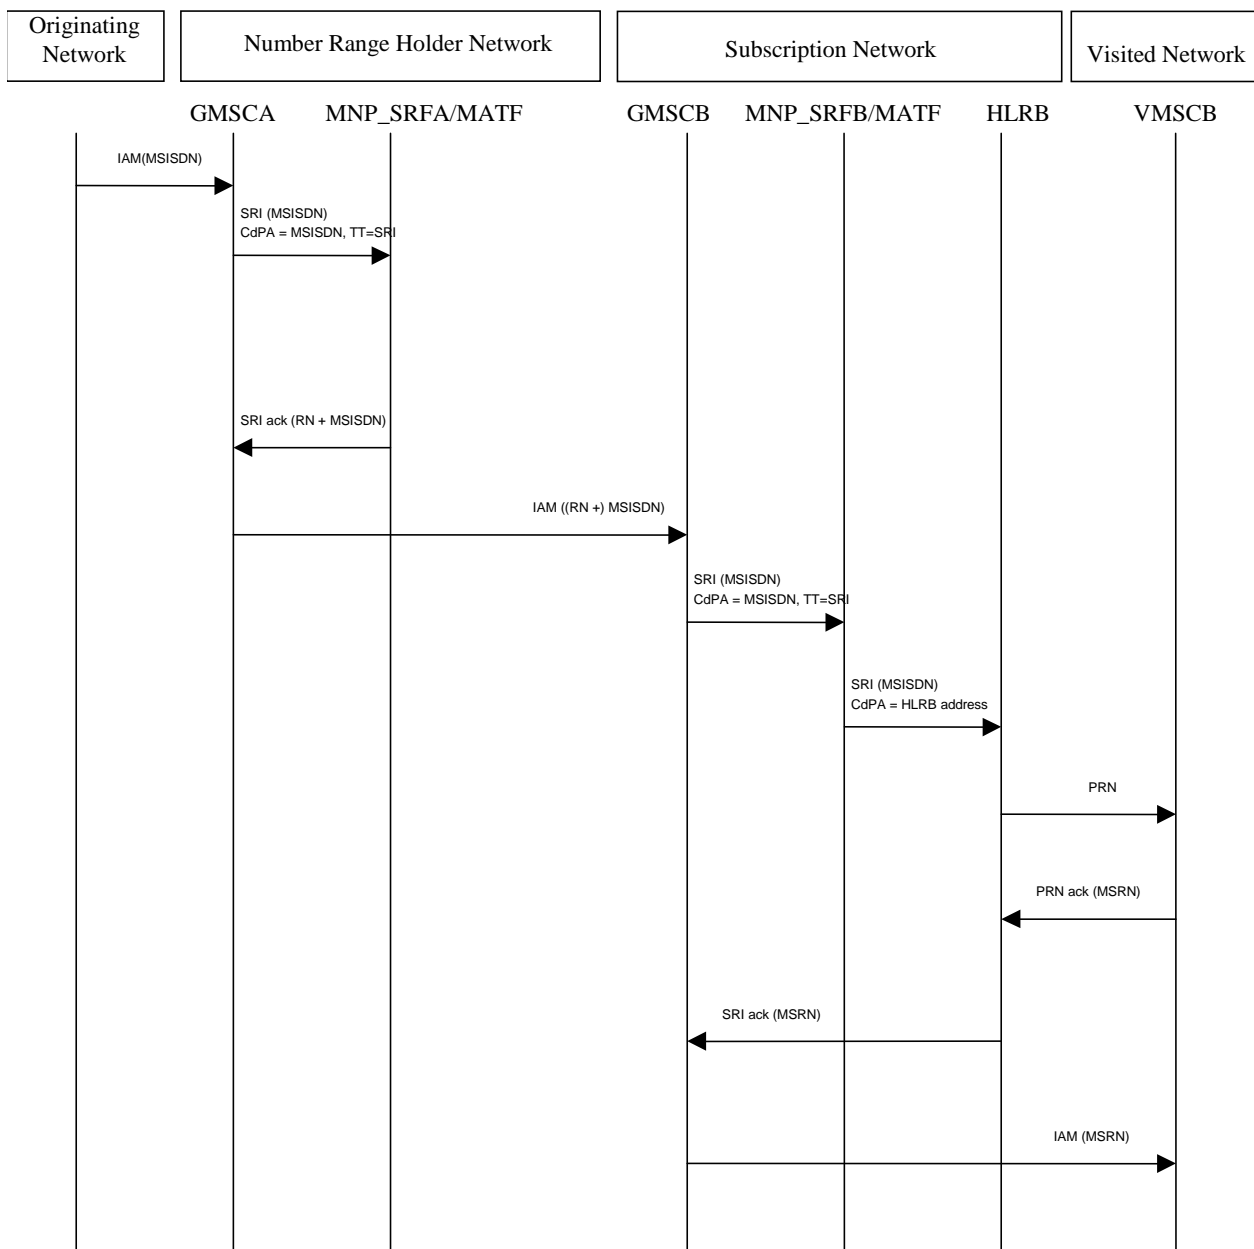 Originating
Network
Number Range Holder Network
Subscription Network
Visited Network
GMSCA
MNP_SRFA/MATF
GMSCB
MNP_SRFB/MATF
HLRB
VMSCB
IAM(MSISDN)
SRI (MSISDN)
CdPA = MSISDN, TT=SRI
SRI ack (RN + MSISDN)
IAM ((RN +) MSISDN)
SRI (MSISDN)
CdPA = MSISDN, TT=SRI
SRI (MSISDN)
CdPA = HLRB address
PRN
PRN ack (MSRN)
SRI ack (MSRN)
IAM (MSRN)